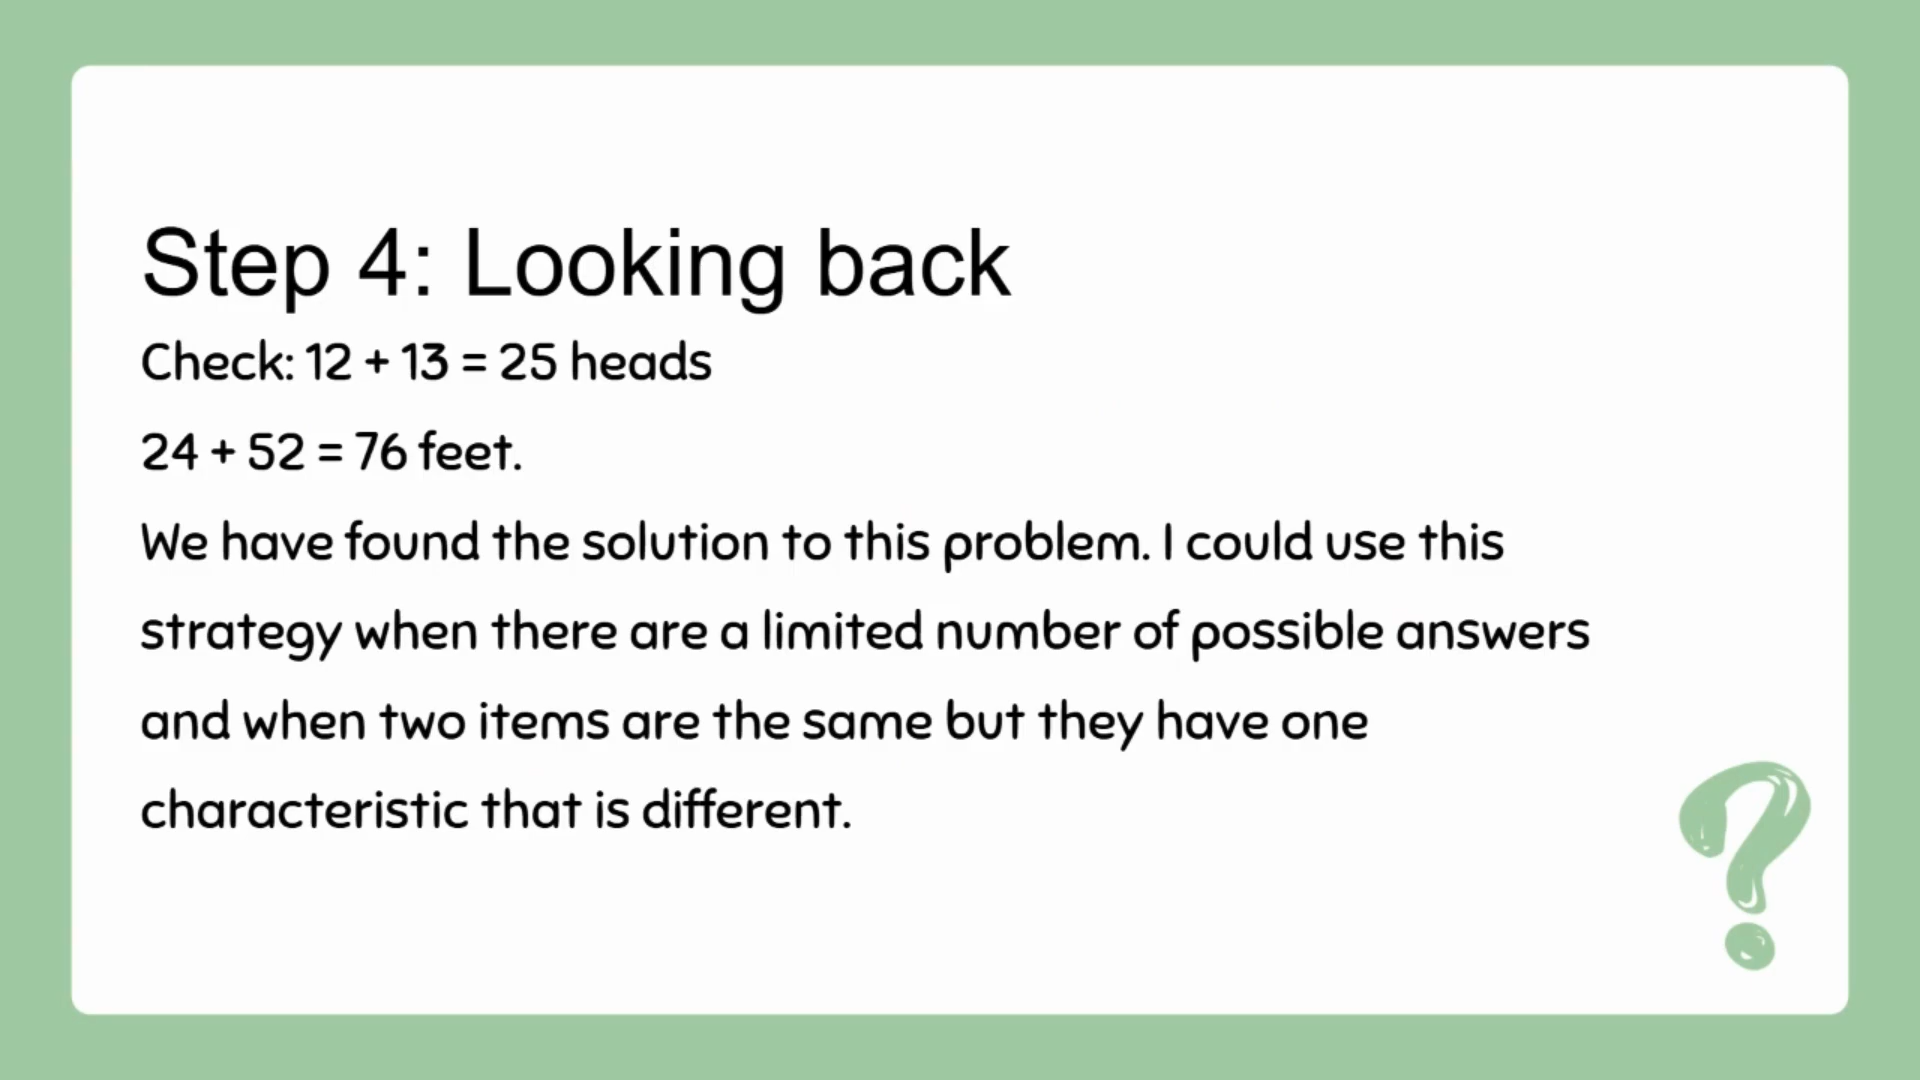 Step 4: Looking back
Check: 12 + 13 = 25 heads
24 + 52 = 76 feet.
We have found the solution to this problem. I could use this
strategy when there are a limited number of possible answers
and when two items are the same but they have one
characteristic that is different.
?